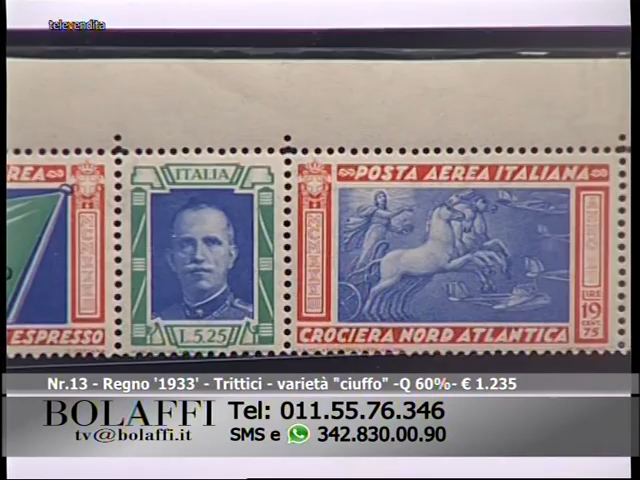 televendita
AEREA
ESPRESSO
ITALIA
L.5.25
POSTA AEREA ITALIANA
LIRE
19
CENT.
75
CROCIERA NORD ATLANTICA
Nr.13 - Regno '1933' - Trittici - varietà "ciuffo" -Q 60%- € 1.235
BOLAFFI
tv@bolaffi.it
Tel: 011.55.76.346
SMS e 342.830.00.90